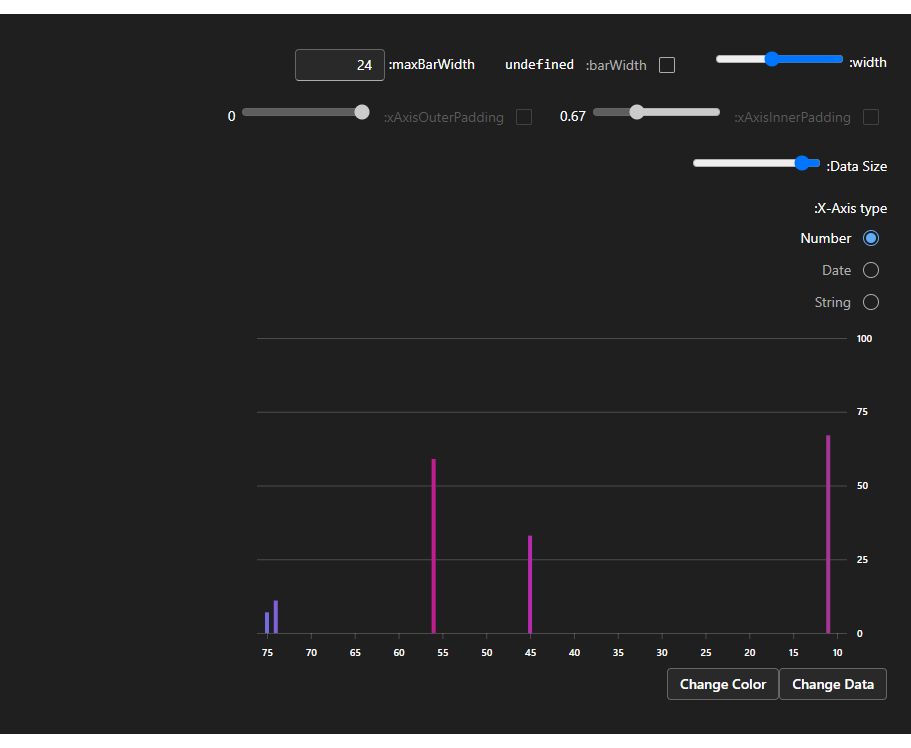 width: barWidth: undefined maxBarWidth: 24
xAxisInnerPadding: 0.67 xAxisOuterPadding: 0
Data Size:
X-Axis type:
Number
Date
String
100
75
50
25
0
75 70 65 60 55 50 45 40 35 30 25 20 15 10
Change Color Change Data